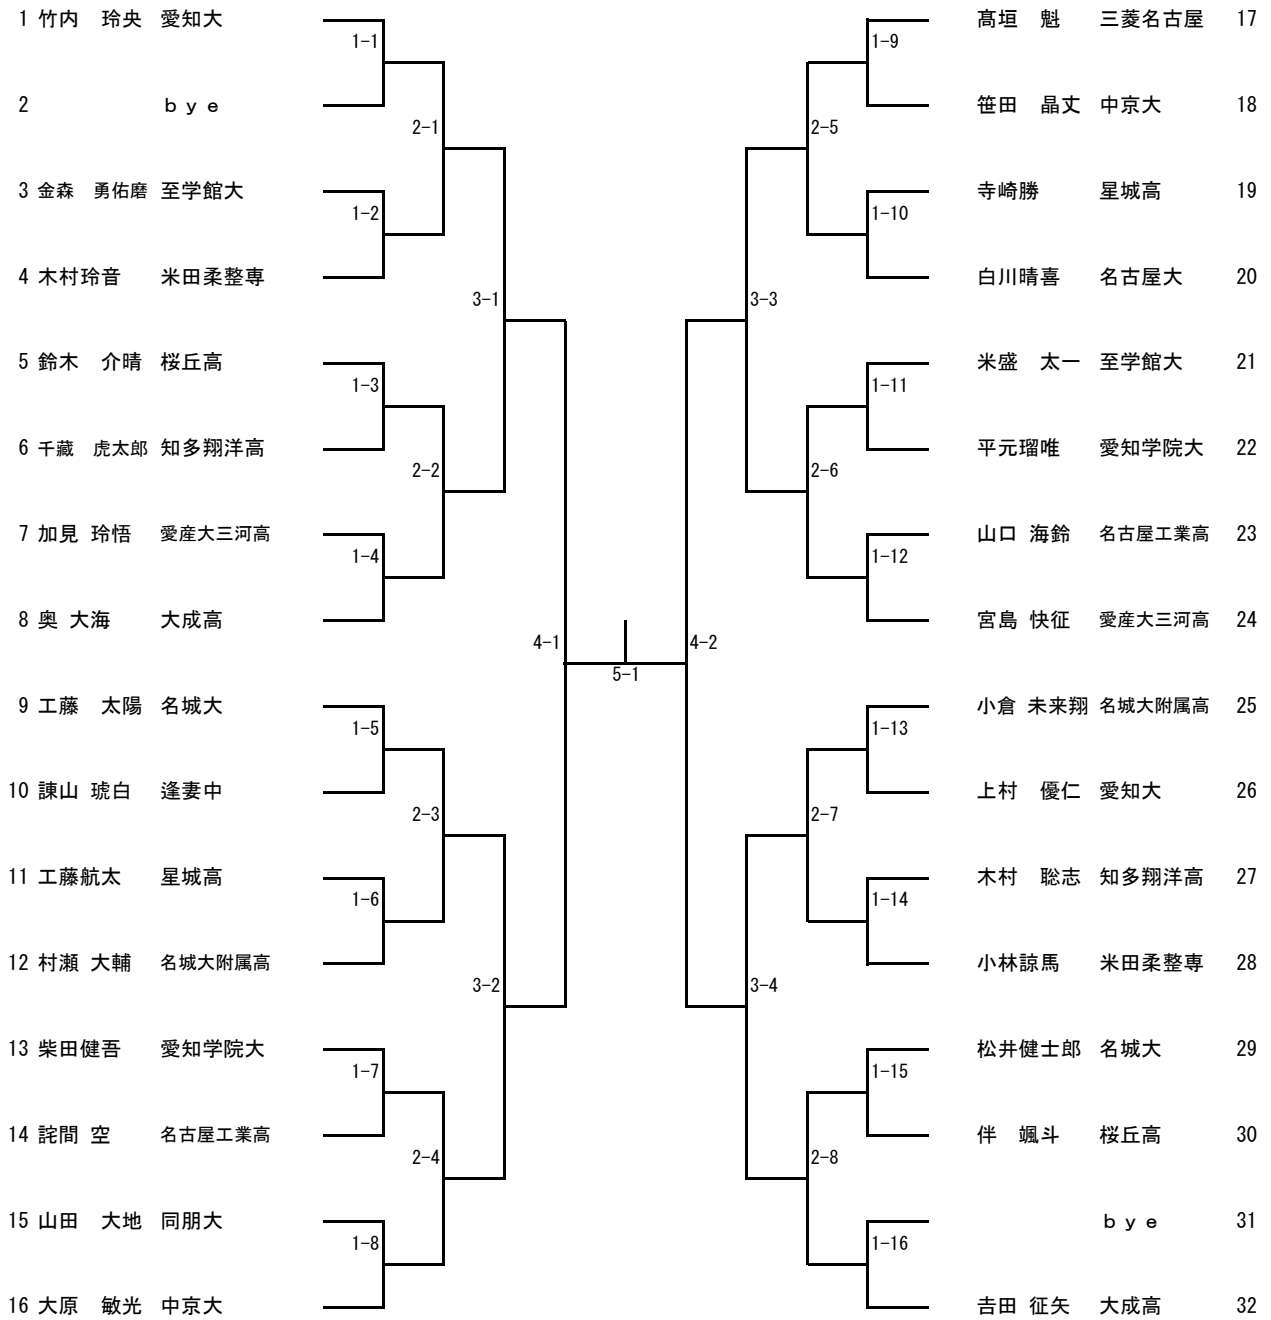 1 竹内　玲央 愛知大
1-1
2 ｂｙｅ
2-1
3 金森　勇佑磨 至学館大
1-2
4 木村玲音 米田柔整専
3-1
5 鈴木　介晴 桜丘高
1-3
6 千藏　虎太郎 知多翔洋高
2-2
7 加見 玲悟 愛産大三河高
1-4
8 奥 大海 大成高
4-1
9 工藤　太陽 名城大
1-5
10 諌山 琥白 逢妻中
2-3
11 工藤航太 星城高
1-6
12 村瀬 大輔 名城大附属高
3-2
13 柴田健吾 愛知学院大
1-7
14 詫間 空 名古屋工業高
2-4
15 山田　大地 同朋大
1-8
16 大原　敏光 中京大
5-1
髙垣　魁 三菱名古屋 17
1-9
笹田　晶丈 中京大 18
2-5
寺崎勝 星城高 19
1-10
白川晴喜 名古屋大 20
3-3
米盛　太一 至学館大 21
1-11
平元瑠唯 愛知学院大 22
2-6
山口 海鈴 名古屋工業高 23
1-12
宮島 快征 愛産大三河高 24
4-2
小倉 未来翔 名城大附属高 25
1-13
上村　優仁 愛知大 26
2-7
木村　聡志 知多翔洋高 27
1-14
小林諒馬 米田柔整専 28
3-4
松井健士郎 名城大 29
1-15
伴　颯斗 桜丘高 30
2-8
ｂｙｅ 31
1-16
𠮷田 征矢 大成高 32